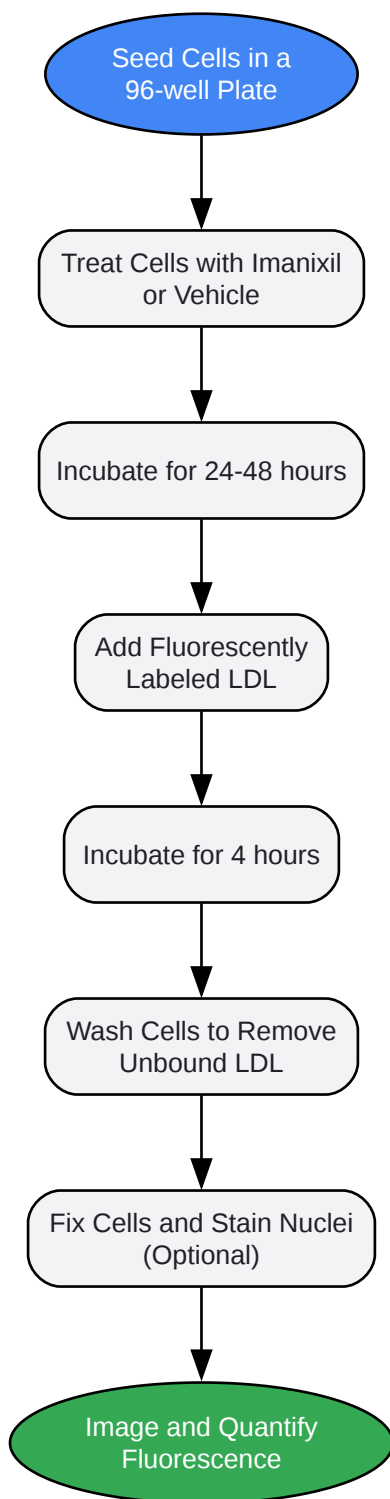 Seed Cells in a
96-well Plate
Treat Cells with Imanixil
or Vehicle
Incubate for 24-48 hours
Add Fluorescently
Labeled LDL
Incubate for 4 hours
Wash Cells to Remove
Unbound LDL
Fix Cells and Stain Nuclei
(Optional)
Image and Quantify
Fluorescence